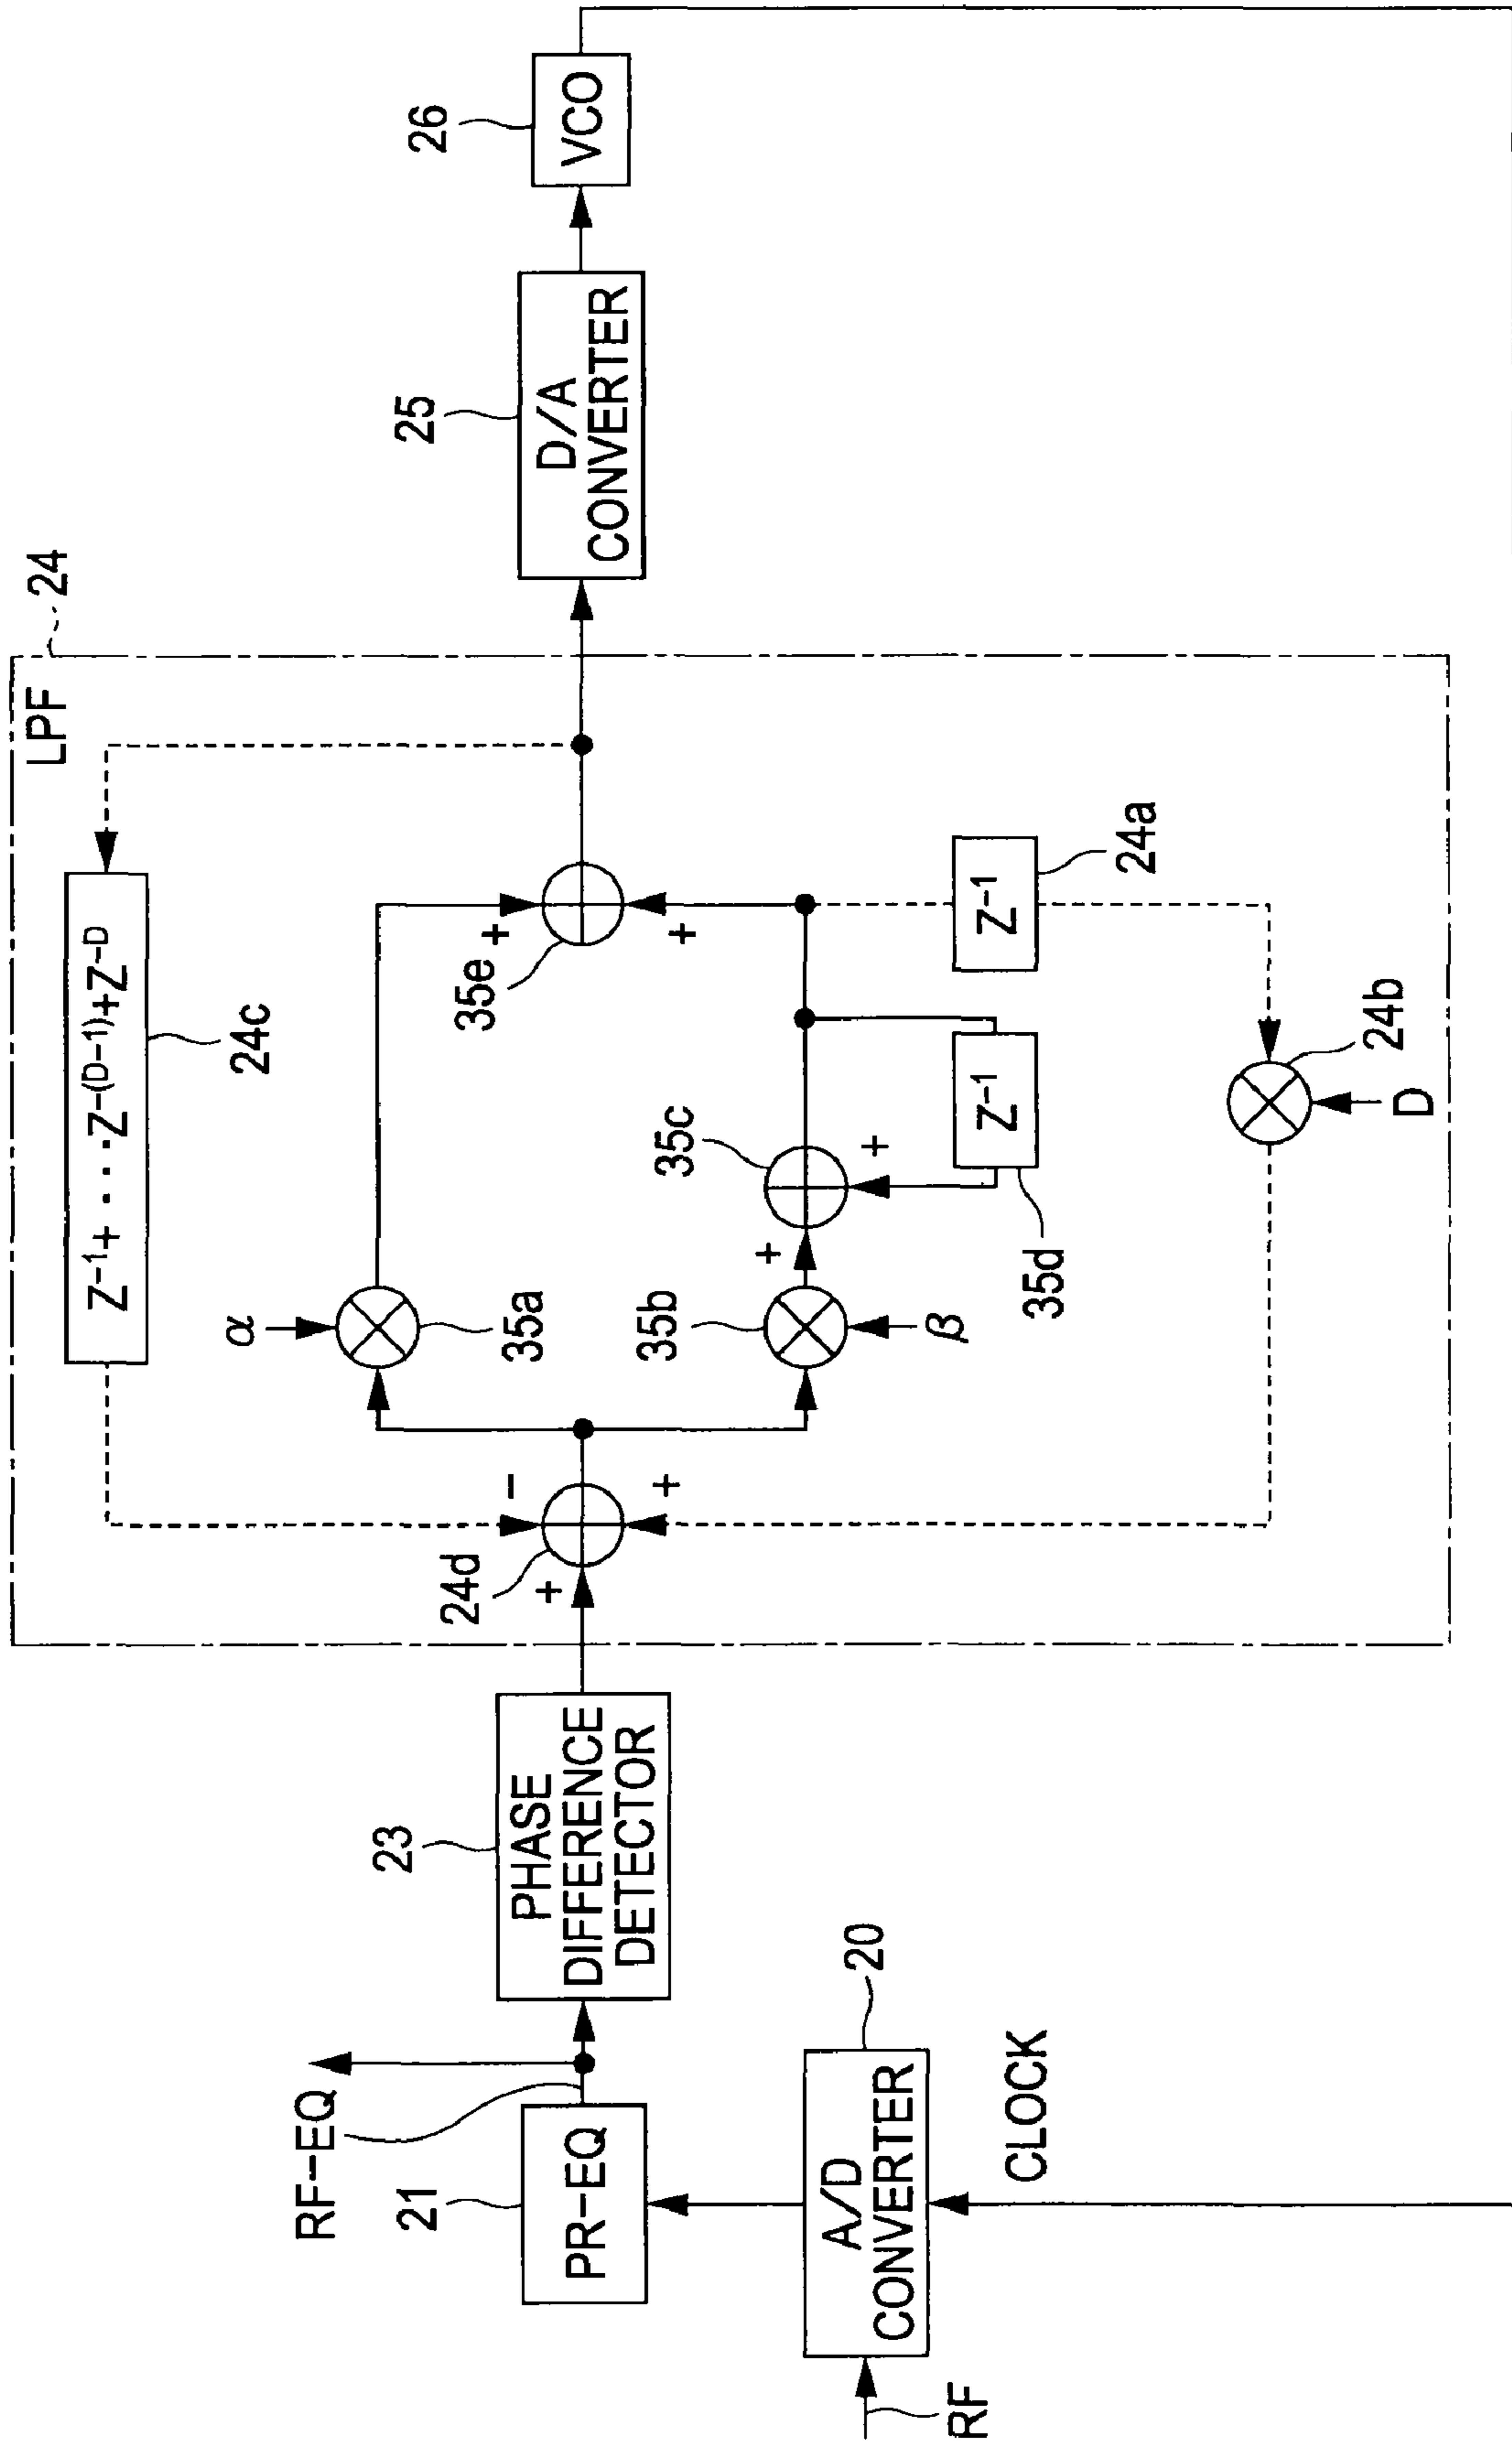 24
LPF
Z⁻¹+ ...Z⁻⁽ᴰ⁻¹⁾+Z⁻ᴰ
24c
α
35a
+
35e
+
35b
β
+
35c
+
Z⁻¹
35d
Z⁻¹
24a
24b
D
−
+
24d
+
RF-EQ
21
PR-EQ
23
PHASE
DIFFERENCE
DETECTOR
25
D/A
CONVERTER
26
VCO
20
A/D
CONVERTER
RF
CLOCK